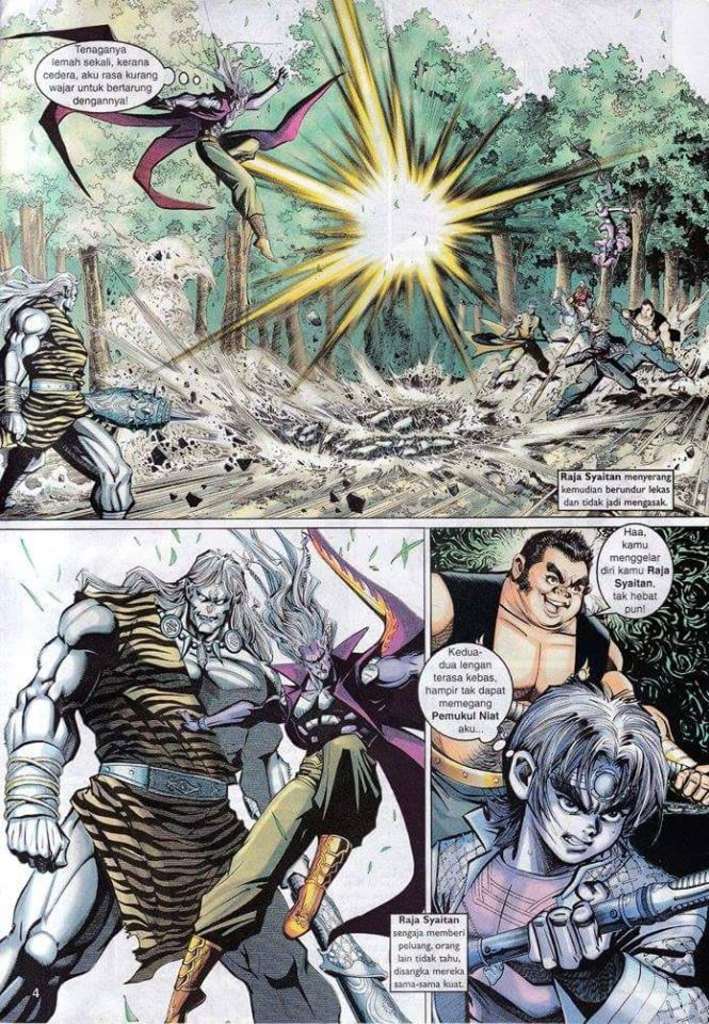 Tenaganya
lemah sekali, kerana
cedera, aku rasa kurang
wajar untuk bertarung
dengannya!
Raja Syaitan menyerang
kemudian berundur lekas
dan tidak jadi mengasak.
Haa,
kamu
menggelar
diri kamu Raja
Syaitan,
tak hebat
pun!
Kedua-
dua lengan
terasa kebas,
hampir tak dapat
memegang
Pemukul Niat
aku...
Raja Syaitan
sengaja memberi
peluang, orang
lain tidak tahu,
disangka mereka
sama-sama kuat.
4